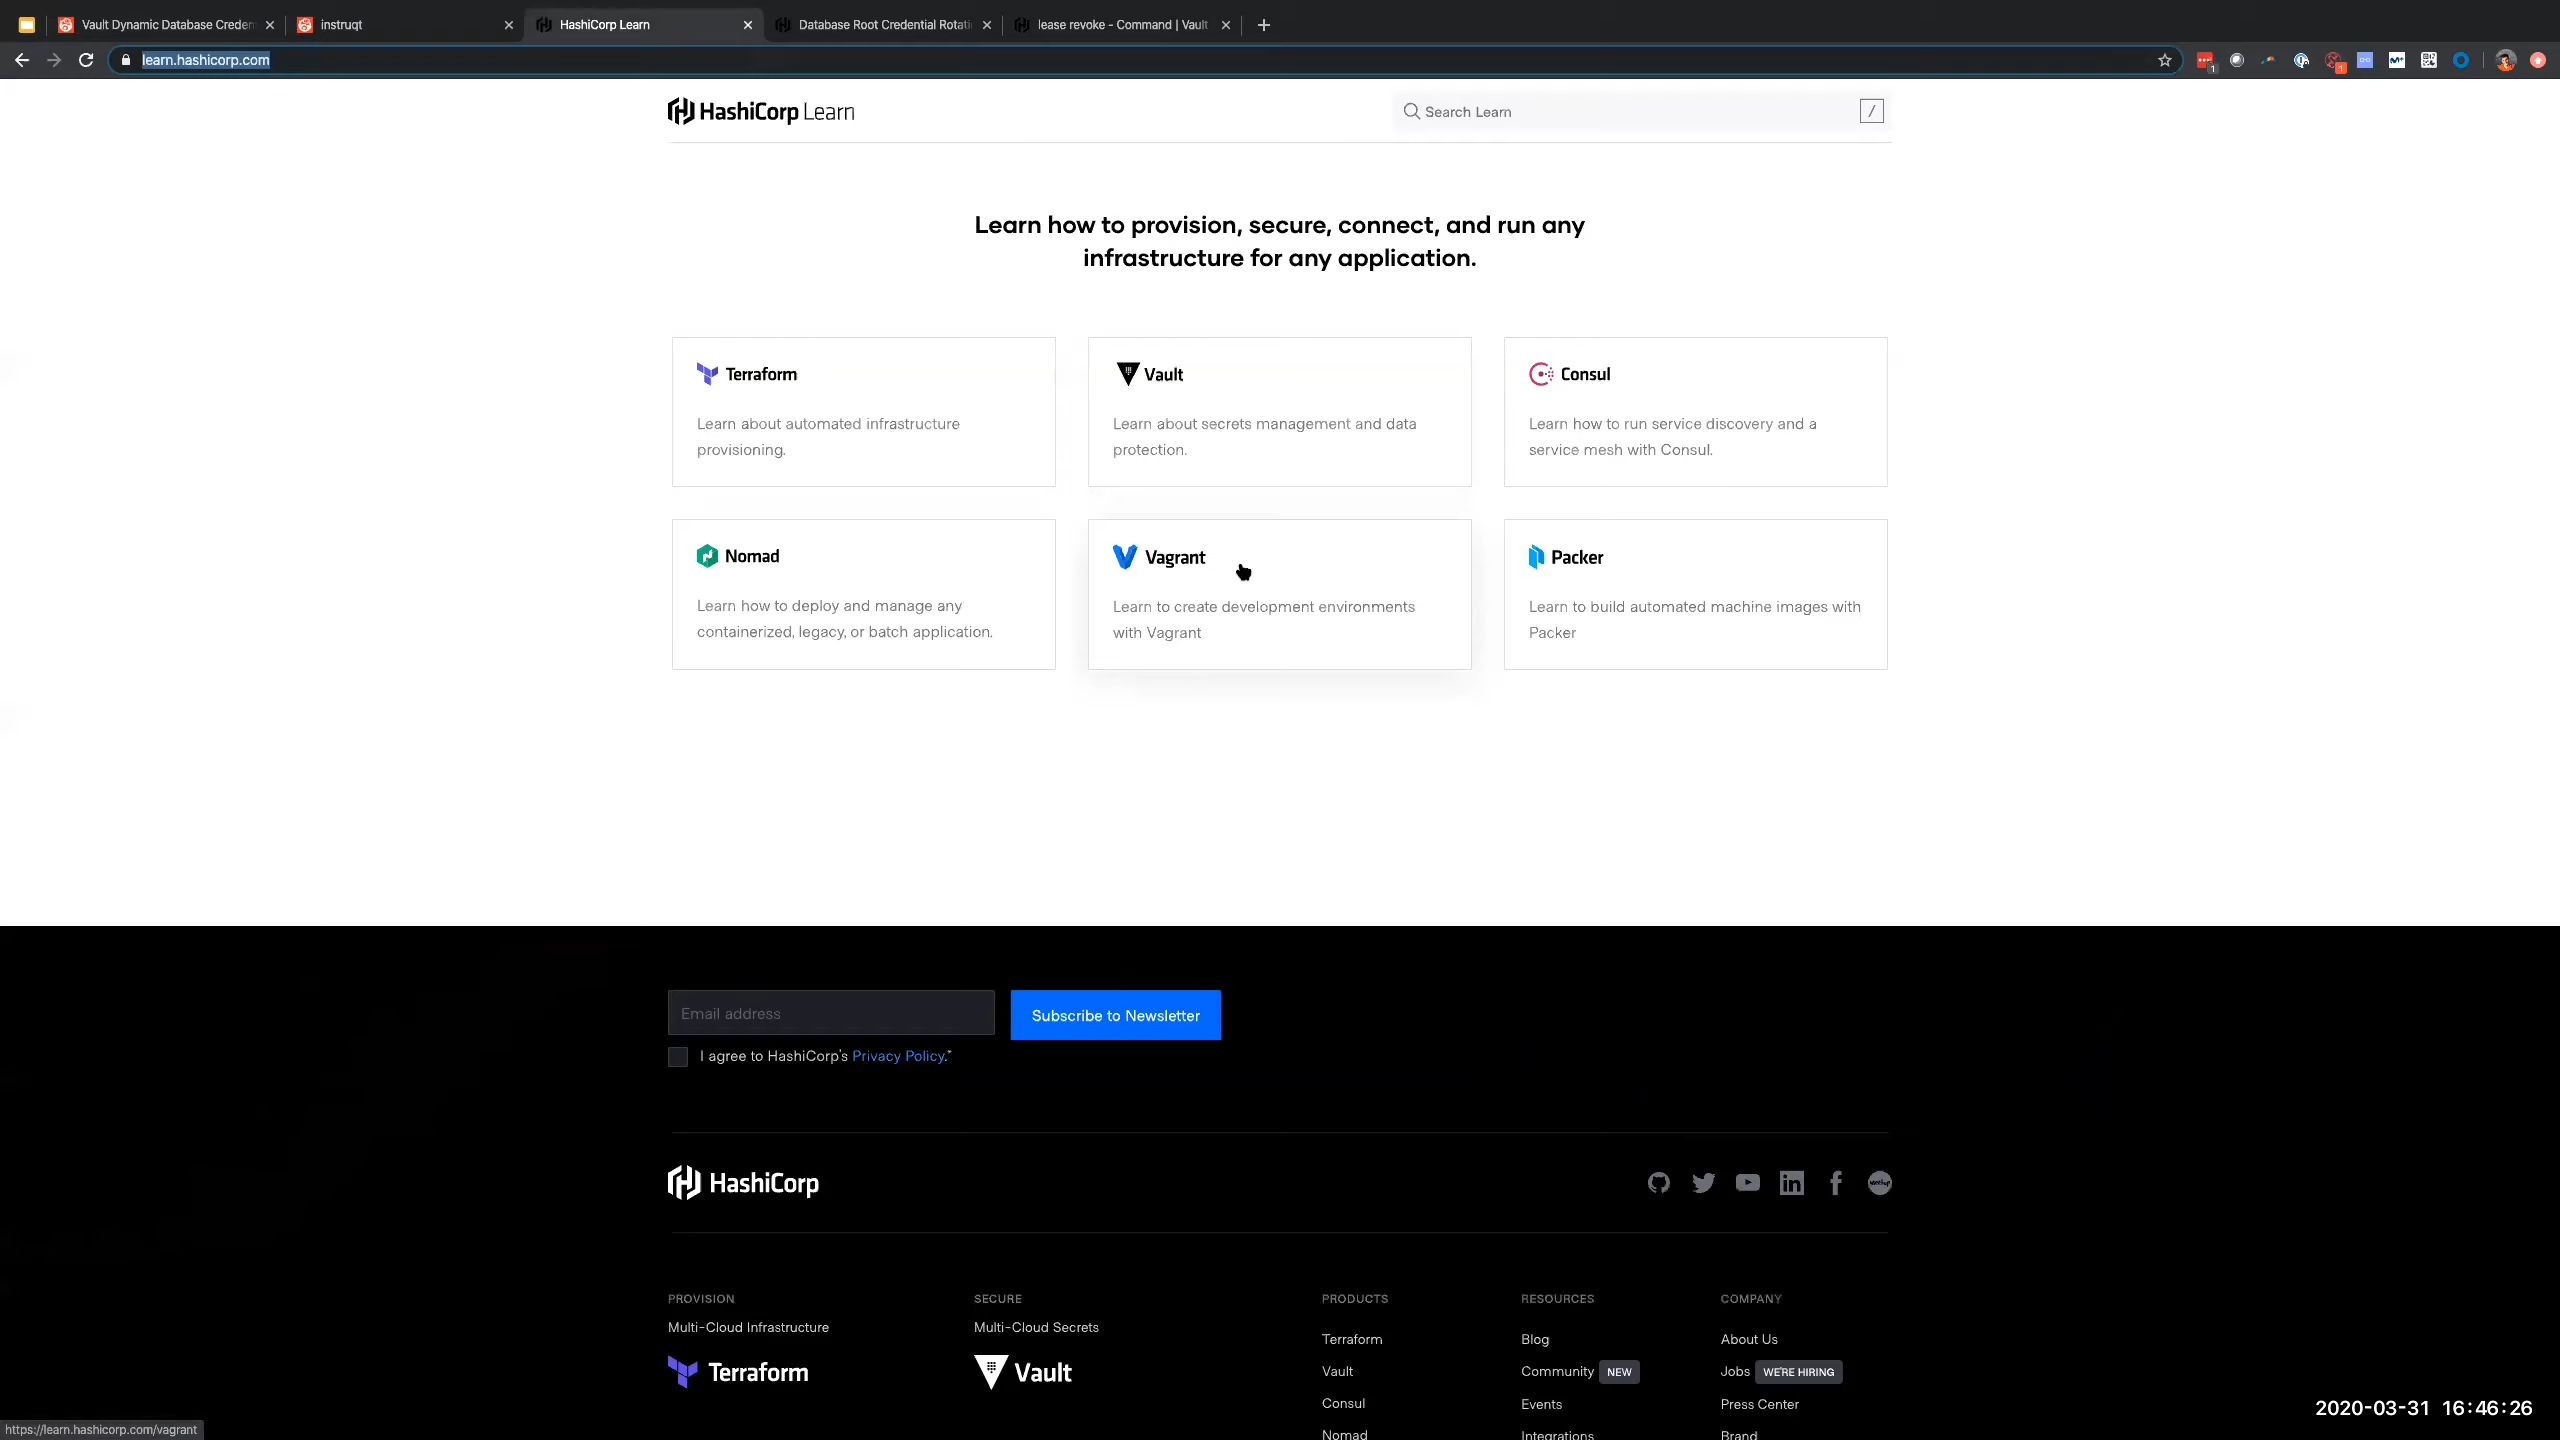 Vault Dynamic Database Creden
instruqt
HashiCorp Learn
Database Root Credential Rotati
lease revoke - Command | Vault
learn.hashicorp.com
1
1
HashiCorp Learn
Search Learn
/
Learn how to provision, secure, connect, and run any
infrastructure for any application.
Terraform
Learn about automated infrastructure
provisioning.
Vault
Learn about secrets management and data
protection.
Consul
Learn how to run service discovery and a
service mesh with Consul.
Nomad
Learn how to deploy and manage any
containerized, legacy, or batch application.
Vagrant
Learn to create development environments
with Vagrant
Packer
Learn to build automated machine images with
Packer
Email address
Subscribe to Newsletter
I agree to HashiCorp's Privacy Policy.*
HashiCorp
PROVISION
Multi-Cloud Infrastructure
Terraform
SECURE
Multi-Cloud Secrets
Vault
PRODUCTS
Terraform
Vault
Consul
Nomad
RESOURCES
Blog
Community NEW
Events
Integrations
COMPANY
About Us
Jobs WE'RE HIRING
Press Center
Brand
2020-03-31 16:46:26
https://learn.hashicorp.com/vagrant